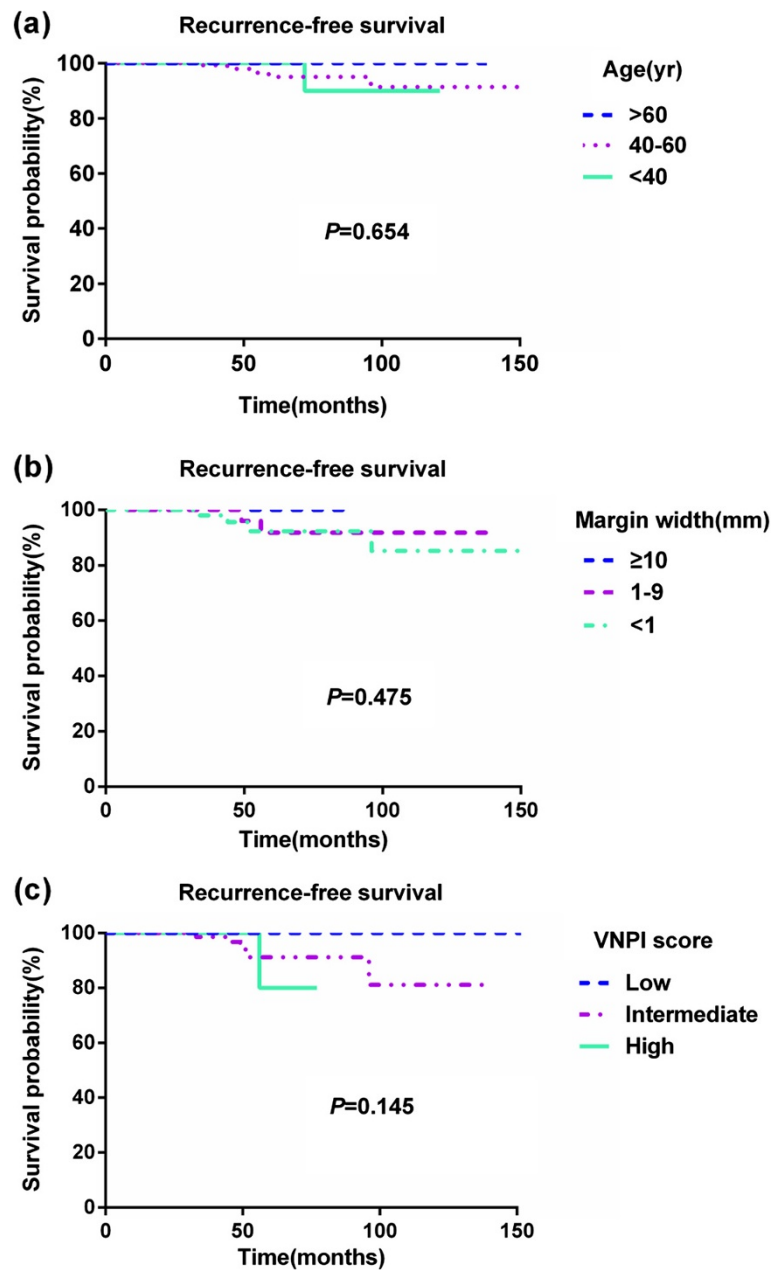 (a)
Recurrence-free survival
Survival probability(%)
100
80
60
40
20
0
0
50
100
150
Time(months)
P=0.654
Age(yr)
>60
40-60
<40
(b)
Recurrence-free survival
Survival probability(%)
100
80
60
40
20
0
0
50
100
150
Time(months)
P=0.475
Margin width(mm)
≥10
1-9
<1
(c)
Recurrence-free survival
Survival probability(%)
100
80
60
40
20
0
0
50
100
150
Time(months)
P=0.145
VNPI score
Low
Intermediate
High